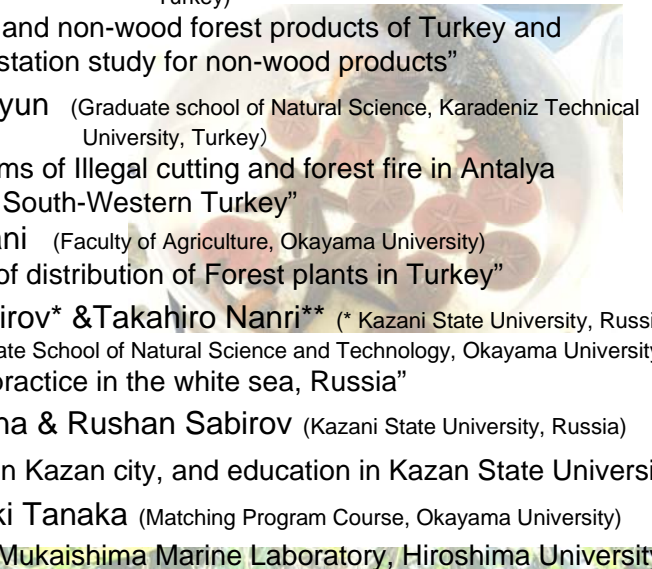 Turkey)
and non-wood forest products of Turkey and
station study for non-wood products”
yun (Graduate school of Natural Science, Karadeniz Technical
University, Turkey）
ms of Illegal cutting and forest fire in Antalya
South-Western Turkey”
ani (Faculty of Agriculture, Okayama University)
of distribution of Forest plants in Turkey”
irov* &Takahiro Nanri** (* Kazani State University, Russi
ate School of Natural Science and Technology, Okayama University
practice in the white sea, Russia”
na & Rushan Sabirov (Kazani State University, Russia)
in Kazan city, and education in Kazan State Universi
ki Tanaka (Matching Program Course, Okayama University)
Mukaishima Marine Laboratory, Hiroshima University